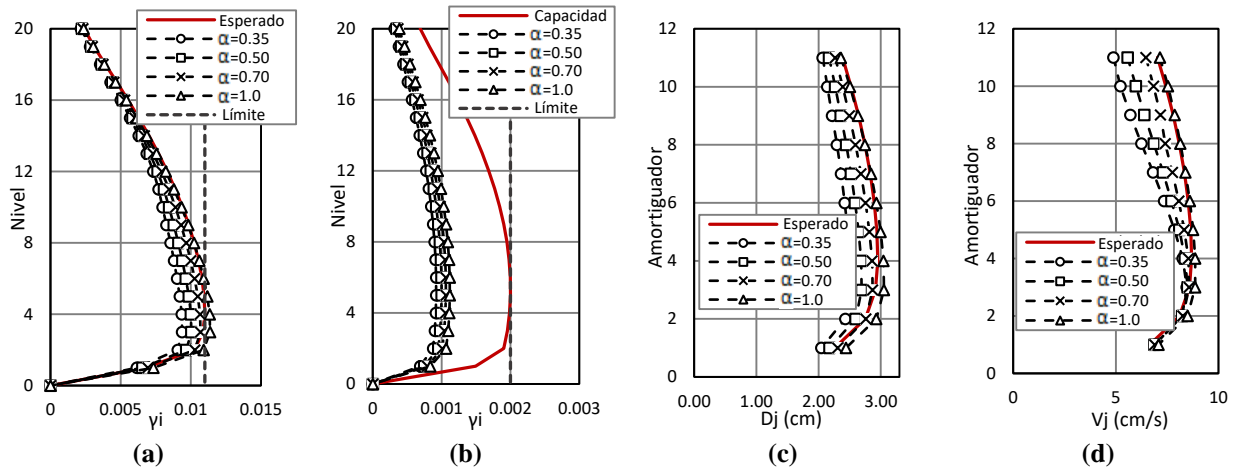 20
16
12
8
4
0
Nivel
0
0.005
0.010
0.015
γi
Esperado
α=0.35
α=0.50
α=0.70
α=1.0
Límite
(a)
20
16
12
8
4
0
Nivel
0
0.001
0.002
0.003
γi
Capacidad
α=0.35
α=0.50
α=0.70
α=1.0
Límite
(b)
12
10
8
6
4
2
0
Amortiguador
0.00
1.00
2.00
3.00
Dj (cm)
Esperado
α=0.35
α=0.50
α=0.70
α=1.0
(c)
12
10
8
6
4
2
0
Amortiguador
0
5
10
Vj (cm/s)
Esperado
α=0.35
α=0.50
α=0.70
α=1.0
(d)